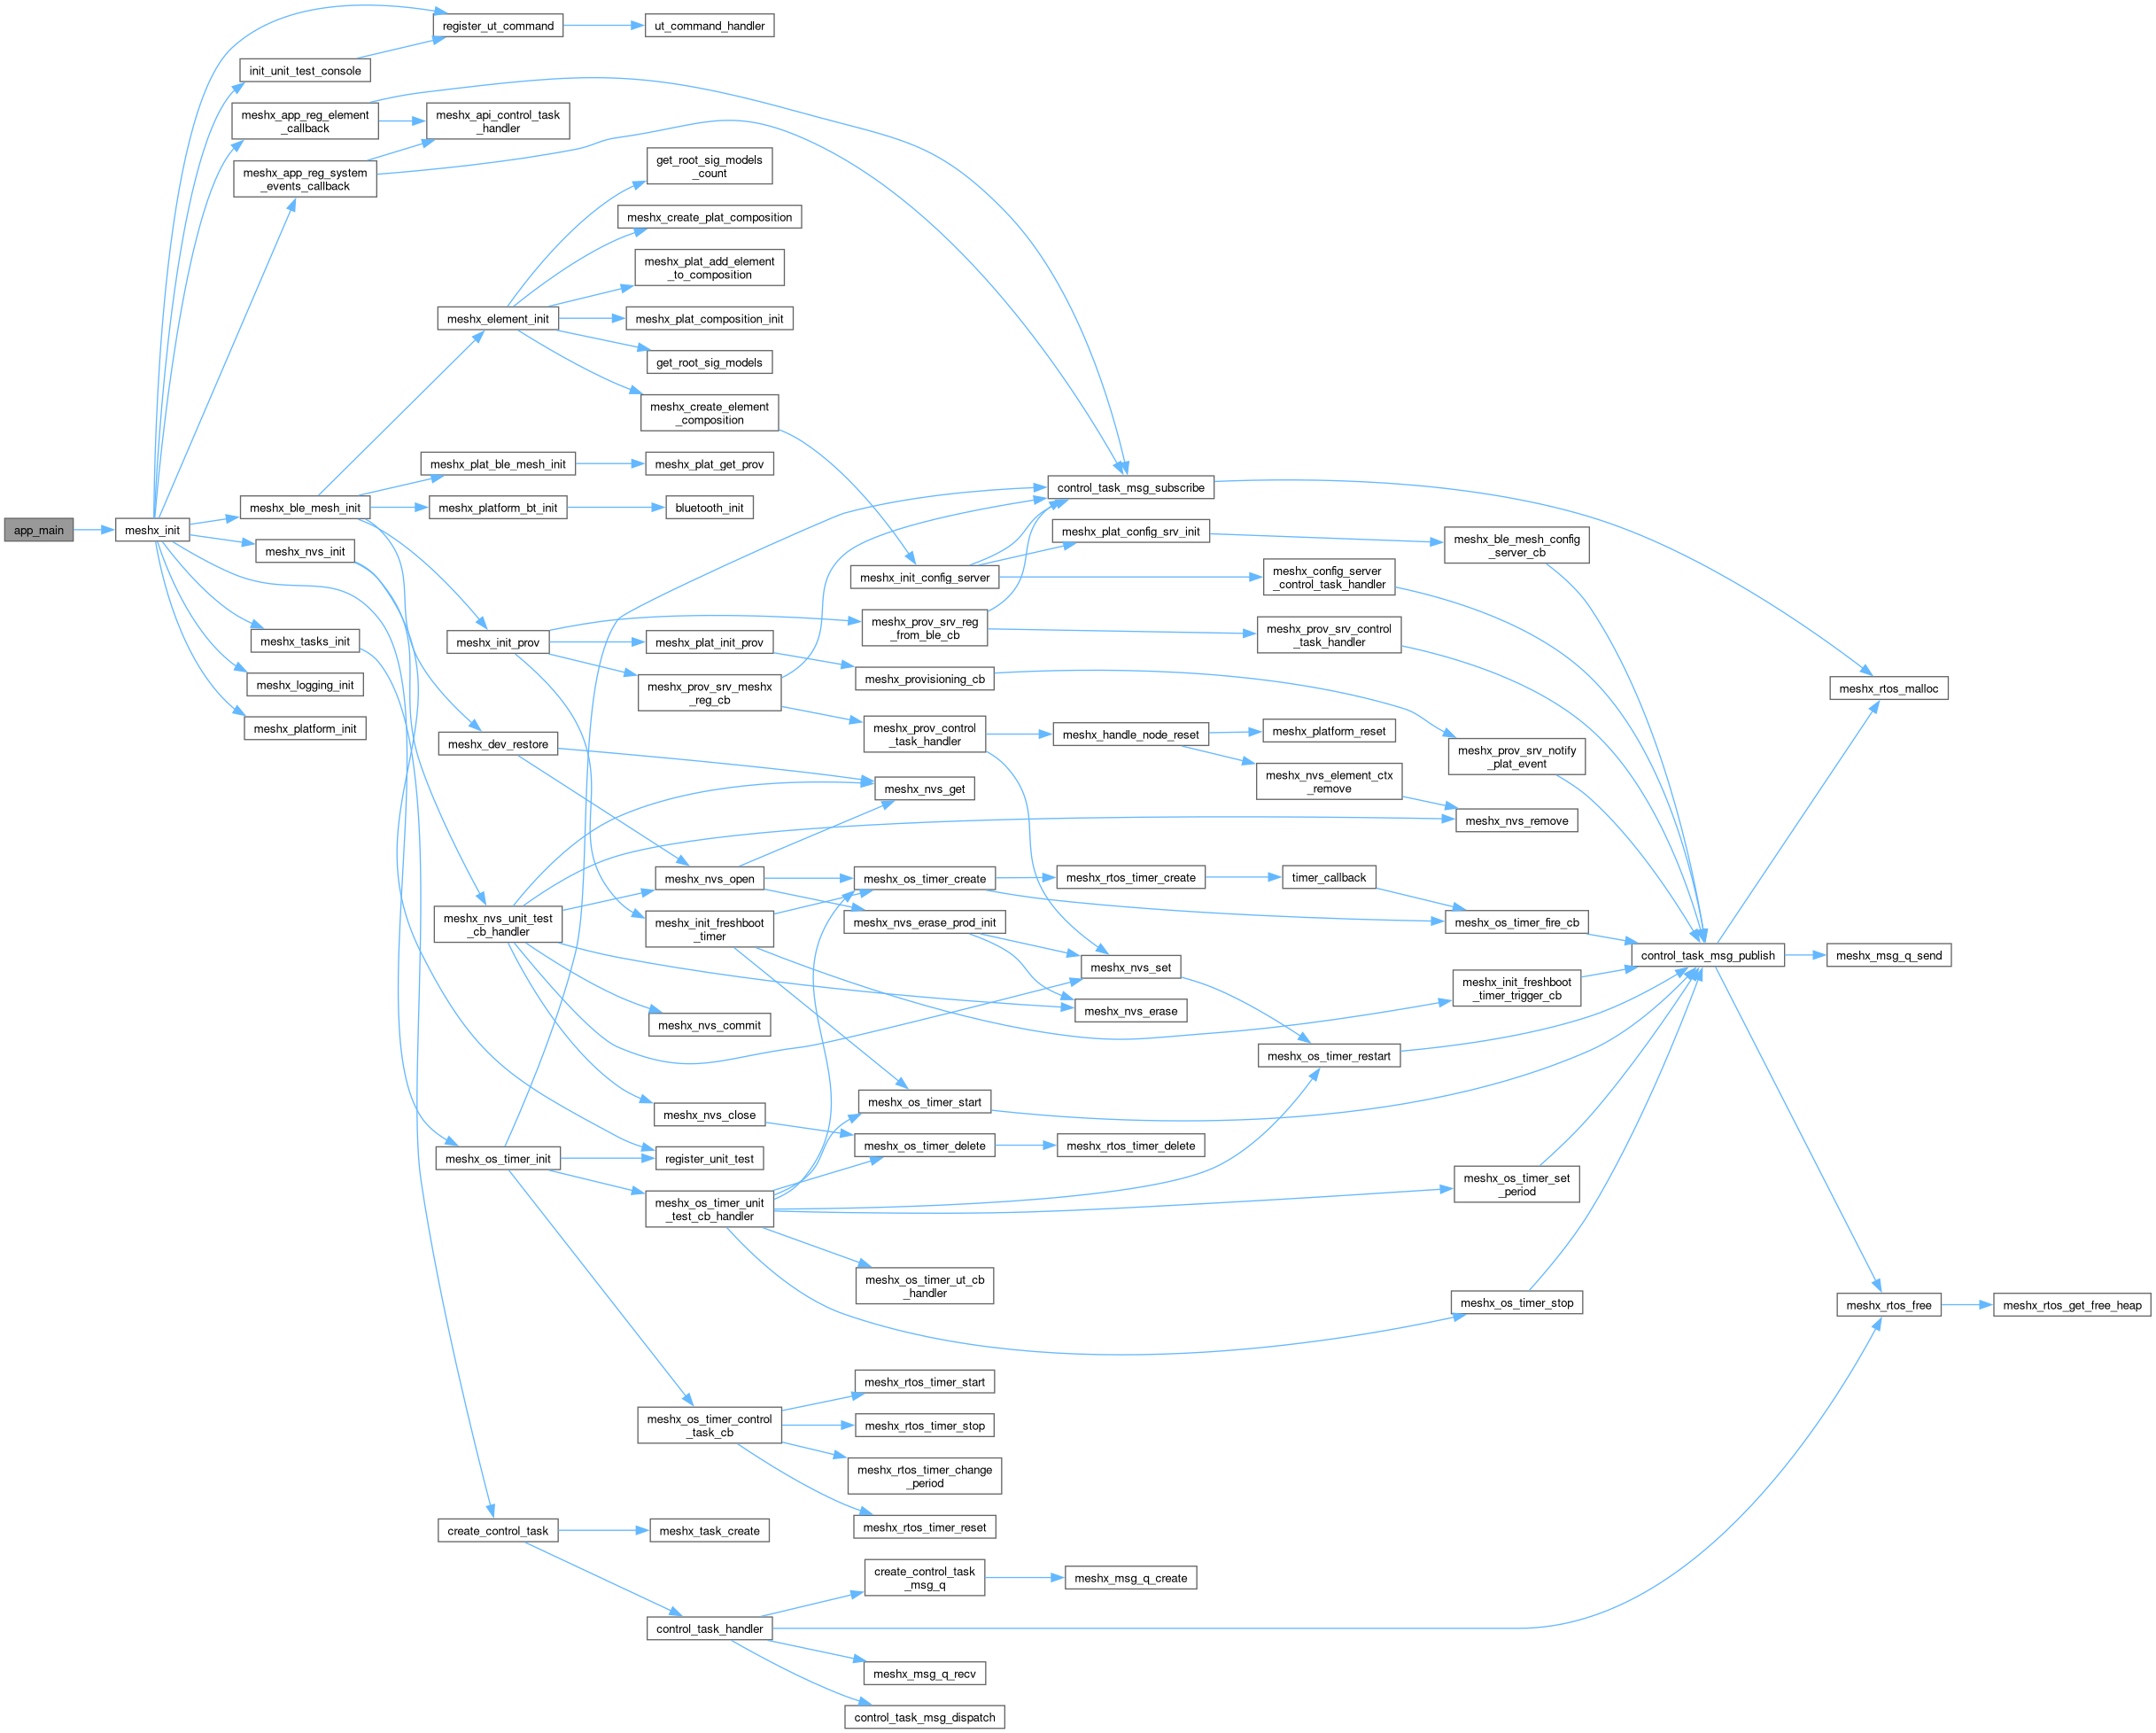 app_main
meshx_init
register_ut_command
ut_command_handler
init_unit_test_console
meshx_app_reg_element
_callback
meshx_api_control_task
_handler
meshx_app_reg_system
_events_callback
get_root_sig_models
_count
meshx_create_plat_composition
meshx_plat_add_element
_to_composition
meshx_element_init
meshx_plat_composition_init
get_root_sig_models
meshx_create_element
_composition
meshx_plat_ble_mesh_init
meshx_plat_get_prov
meshx_ble_mesh_init
meshx_platform_bt_init
bluetooth_init
meshx_nvs_init
meshx_tasks_init
meshx_logging_init
meshx_platform_init
control_task_msg_subscribe
meshx_plat_config_srv_init
meshx_ble_mesh_config
_server_cb
meshx_init_config_server
meshx_config_server
_control_task_handler
meshx_init_prov
meshx_prov_srv_reg
_from_ble_cb
meshx_prov_srv_control
_task_handler
meshx_plat_init_prov
meshx_provisioning_cb
meshx_prov_srv_meshx
_reg_cb
meshx_rtos_malloc
meshx_prov_control
_task_handler
meshx_handle_node_reset
meshx_platform_reset
meshx_prov_srv_notify
_plat_event
meshx_dev_restore
meshx_nvs_get
meshx_nvs_element_ctx
_remove
meshx_nvs_remove
meshx_nvs_open
meshx_os_timer_create
meshx_rtos_timer_create
timer_callback
meshx_nvs_unit_test
_cb_handler
meshx_init_freshboot
_timer
meshx_nvs_erase_prod_init
meshx_os_timer_fire_cb
control_task_msg_publish
meshx_msg_q_send
meshx_nvs_set
meshx_init_freshboot
_timer_trigger_cb
meshx_nvs_erase
meshx_nvs_commit
meshx_os_timer_restart
meshx_nvs_close
meshx_os_timer_start
meshx_os_timer_init
register_unit_test
meshx_os_timer_delete
meshx_rtos_timer_delete
meshx_os_timer_unit
_test_cb_handler
meshx_os_timer_set
_period
meshx_os_timer_ut_cb
_handler
meshx_os_timer_stop
meshx_rtos_free
meshx_rtos_get_free_heap
meshx_os_timer_control
_task_cb
meshx_rtos_timer_start
meshx_rtos_timer_stop
meshx_rtos_timer_change
_period
meshx_rtos_timer_reset
create_control_task
meshx_task_create
create_control_task
_msg_q
meshx_msg_q_create
control_task_handler
meshx_msg_q_recv
control_task_msg_dispatch